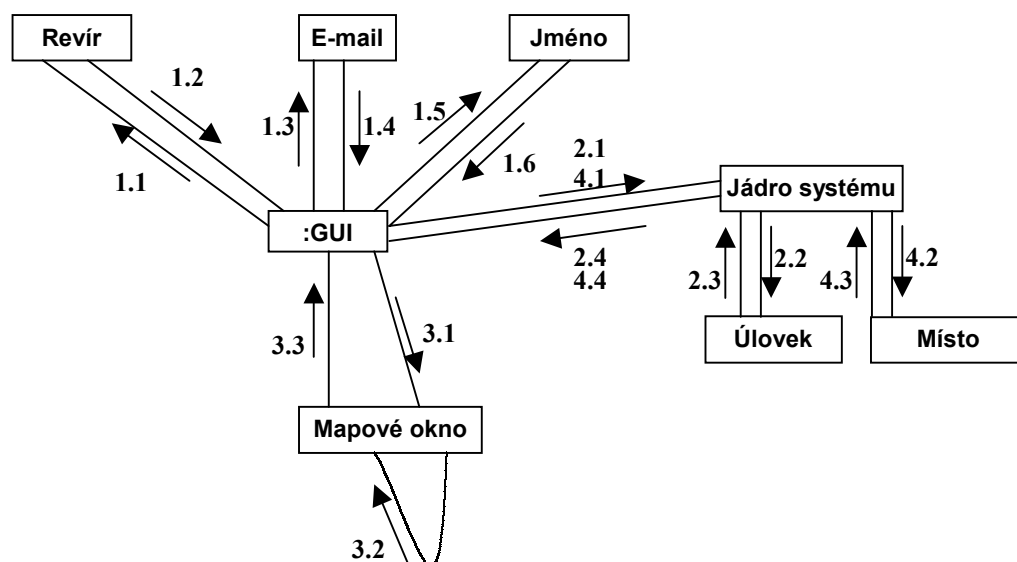 Revír
E-mail
Jméno
1.2
1.3
1.4
1.5
1.1
1.6
2.1
4.1
Jádro systému
:GUI
2.4
4.4
2.3
2.2
4.3
4.2
3.3
3.1
Úlovek
Místo
Mapové okno
3.2